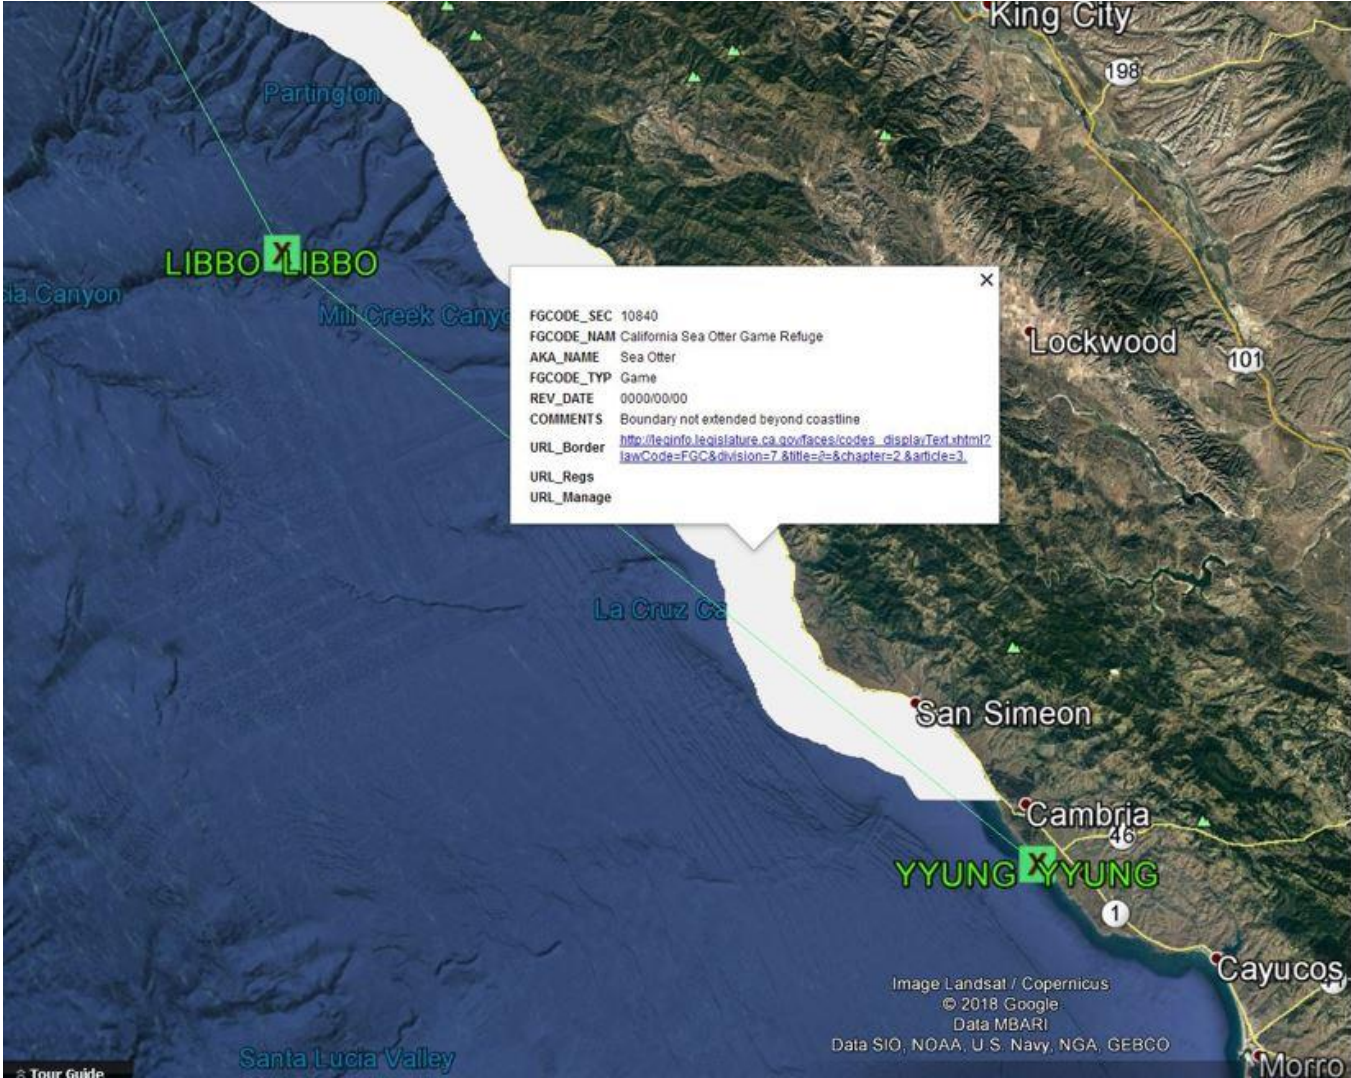 King City
198
Partington
LIBBO X LIBBO
Canyon
Mill Creek Canyo
Lockwood
101
FGCODE_SEC 10840
FGCODE_NAM California Sea Otter Game Refuge
AKA_NAME Sea Otter
FGCODE_TYP Game
REV_DATE 0000/00/00
COMMENTS Boundary not extended beyond coastline
URL_Border http://leginfo.legislature.ca.gov/faces/codes_displayText.xhtml?
lawCode=FGC&division=7.&title=&=&chapter=2.&article=3.
URL_Regs
URL_Manage
La Cruz Ca
San Simeon
Cambria
46
YYUNG X YYUNG
1
Cayucos
Image Landsat / Copernicus
© 2018 Google
Data MBARI
Data SIO, NOAA, U.S. Navy, NGA, GEBCO
Santa Lucia Valley
Tour Guide
Morro